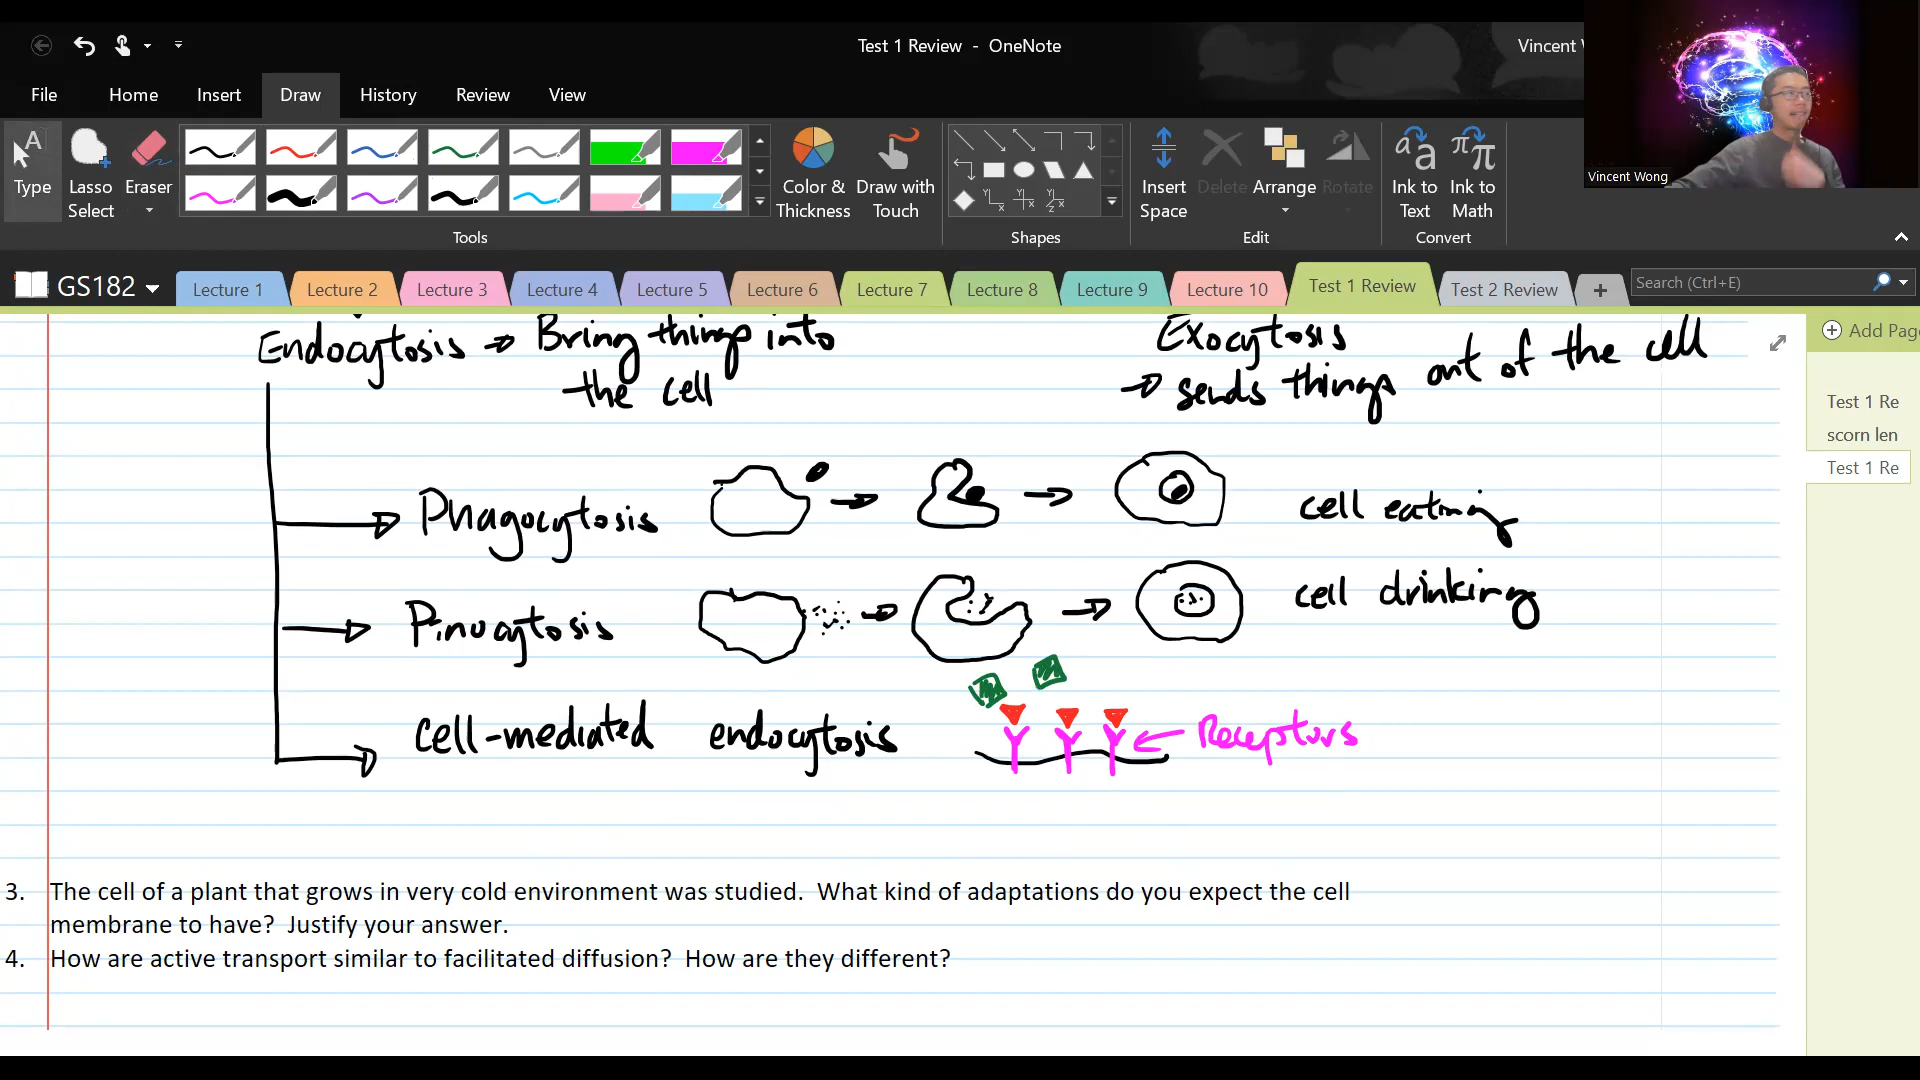 Test 1 Review - OneNote
Vincent W
File Home Insert Draw History Review View
Type
Lasso Select
Eraser
Color & Thickness
Draw with Touch
Insert Space
Delete
Arrange
Rotate
Ink to Text
Ink to Math
Tools
Shapes
Edit
Convert
Vincent Wong
GS182
Lecture 1
Lecture 2
Lecture 3
Lecture 4
Lecture 5
Lecture 6
Lecture 7
Lecture 8
Lecture 9
Lecture 10
Test 1 Review
Test 2 Review
Search (Ctrl+E)
Add Pag
Test 1 Re
scorn len
Test 1 Re
Endocytosis → Bring things into
the cell
Exocytosis
→ sends things out of the cell
Phagocytosis
cell eating
Pinocytosis
cell drinking
cell-mediated endocytosis
Receptors
3. The cell of a plant that grows in very cold environment was studied. What kind of adaptations do you expect the cell
membrane to have? Justify your answer.
4. How are active transport similar to facilitated diffusion? How are they different?